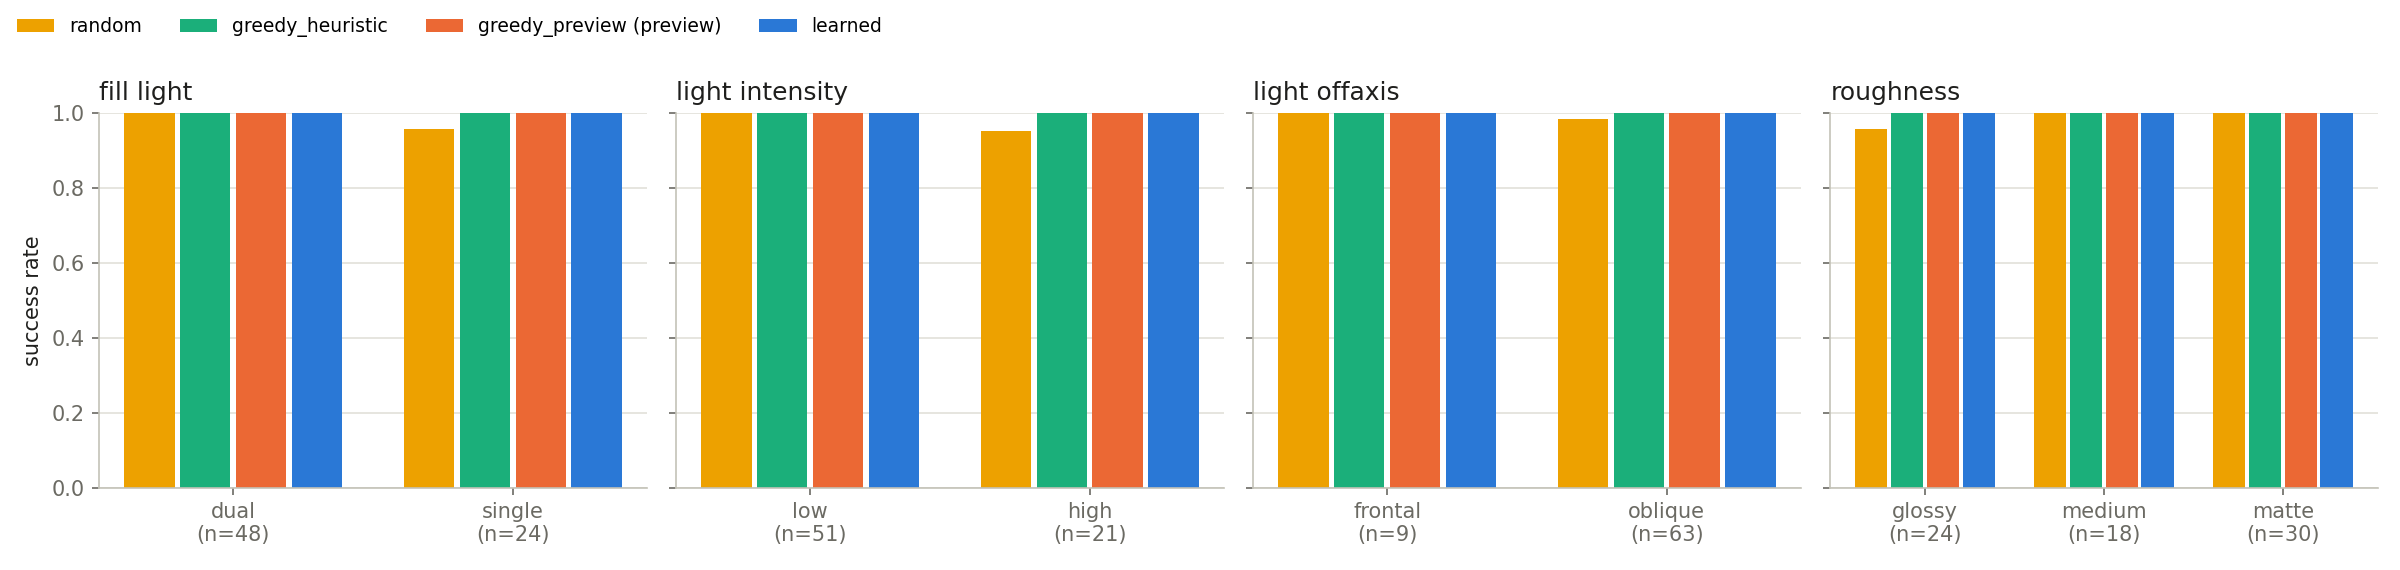 random greedy_heuristic greedy_preview (preview) learned
fill light
success rate
1.0
0.8
0.6
0.4
0.2
0.0
dual
(n=48)
single
(n=24)
light intensity
low
(n=51)
high
(n=21)
light offaxis
frontal
(n=9)
oblique
(n=63)
roughness
glossy
(n=24)
medium
(n=18)
matte
(n=30)